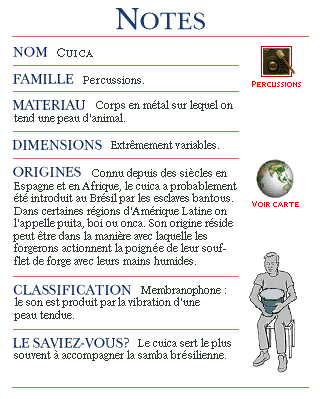 NOTES
NOM CUICA
FAMILLE Percussions.
PERCUSSIONS
MATERIAU Corps en métal sur lequel on
tend une peau d'animal.
DIMENSIONS Extrêmement variables.
ORIGINES Connu depuis des siècles en
Espagne et en Afrique, le cuica a probablement
été introduit au Brésil par les esclaves bantous.
Dans certaines régions d'Amérique Latine on
l'appelle puita, boi ou onca. Son origine réside
peut être dans la manière avec laquelle les
forgerons actionnent la poignée de leur souf-
flet de forge avec leurs mains humides.
VOIR CARTE
CLASSIFICATION Membranophone :
le son est produit par la vibration d'une
peau tendue.
LE SAVIEZ-VOUS? Le cuica sert le plus
souvent à accompagner la samba brésilienne.